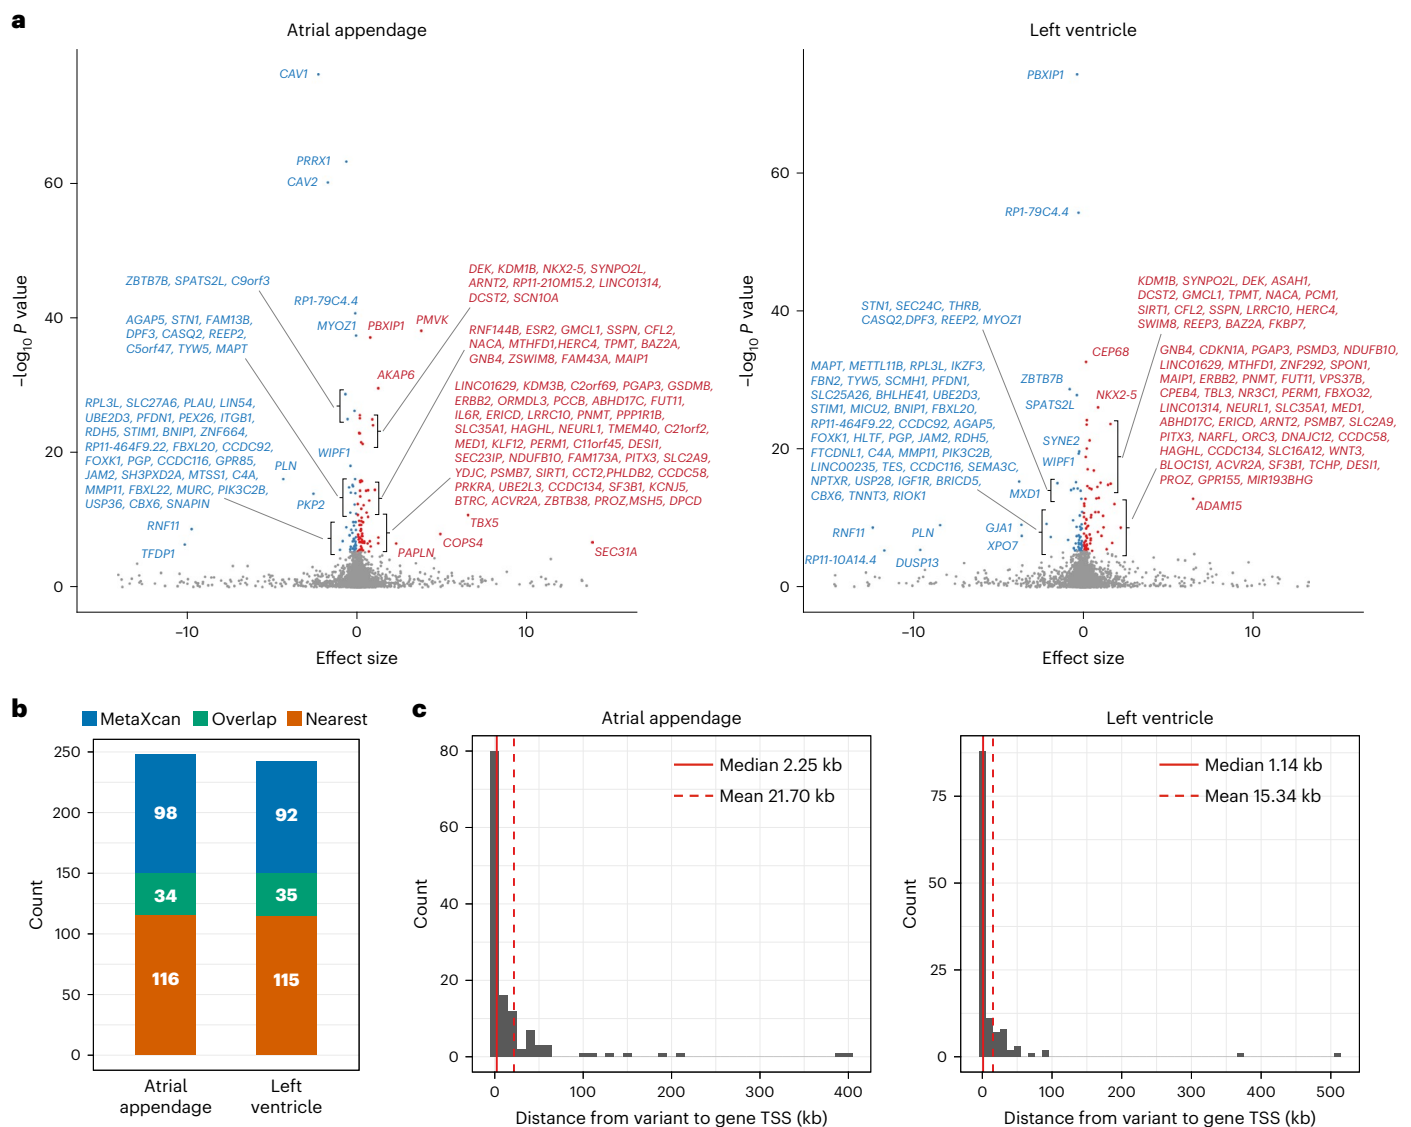 a
Atrial appendage
−log10 P value
60
40
20
0
−10
0
10
Effect size
CAV1
PRRX1
CAV2
ZBTB7B, SPATS2L, C9orf3
RP1-79C4.4
MYOZ1
PBXIP1
PMVK
AKAP6
AGAP5, STN1, FAM13B,
DPF3, CASQ2, REEP2,
C5orf47, TYW5, MAPT
RPL3L, SLC27A6, PLAU, LIN54,
UBE2D3, PFDN1, PEX26, ITGB1,
RDH5, STIM1, BNIP1, ZNF664,
RP11-464F9.22, FBXL20, CCDC92,
FOXK1, PGP, CCDC116, GPR85,
JAM2, SH3PXD2A, MTSS1, C4A,
MMP11, FBXL22, MURC, PIK3C2B,
USP36, CBX6, SNAPIN
WIPF1
PLN
PKP2
RNF11
TFDP1
DEK, KDM1B, NKX2-5, SYNPO2L,
ARNT2, RP11-210M15.2, LINC01314,
DCST2, SCN10A
RNF144B, ESR2, GMCL1, SSPN, CFL2,
NACA, MTHFD1,HERC4, TPMT, BAZ2A,
GNB4, ZSWIM8, FAM43A, MAIP1
LINC01629, KDM3B, C2orf69, PGAP3, GSDMB,
ERBB2, ORMDL3, PCCB, ABHD17C, FUT11,
IL6R, ERICD, LRRC10, PNMT, PPP1R1B,
SLC35A1, HAGHL, NEURL1, TMEM40, C21orf2,
MED1, KLF12, PERM1, C11orf45, DESI1,
SEC23IP, NDUFB10, FAM173A, PITX3, SLC2A9,
YDJC, PSMB7, SIRT1, CCT2,PHLDB2, CCDC58,
PRKRA, UBE2L3, CCDC134, SF3B1, KCNJ5,
BTRC, ACVR2A, ZBTB38, PROZ,MSH5, DPCD
TBX5
COPS4
PAPLN
SEC31A
Left ventricle
−log10 P value
60
40
20
0
−10
0
10
Effect size
PBXIP1
RP1-79C4.4
STN1, SEC24C, THRB,
CASQ2,DPF3, REEP2, MYOZ1
MAPT, METTL11B, RPL3L, IKZF3,
FBN2, TYW5, SCMH1, PFDN1,
SLC25A26, BHLHE41, UBE2D3,
STIM1, MICU2, BNIP1, FBXL20,
RP11-464F9.22, CCDC92, AGAP5,
FOXK1, HLTF, PGP, JAM2, RDH5,
FTCDNL1, C4A, MMP11, PIK3C2B,
LINC00235, TES, CCDC116, SEMA3C,
NPTXR, USP28, IGF1R, BRICD5,
CBX6, TNNT3, RIOK1
ZBTB7B
SPATS2L
SYNE2
WIPF1
MXD1
GJA1
XPO7
RNF11
PLN
RP11-10A14.4
DUSP13
CEP68
NKX2-5
KDM1B, SYNPO2L, DEK, ASAH1,
DCST2, GMCL1, TPMT, NACA, PCM1,
SIRT1, CFL2, SSPN, LRRC10, HERC4,
SWIM8, REEP3, BAZ2A, FKBP7,
GNB4, CDKN1A, PGAP3, PSMD3, NDUFB10,
LINC01629, MTHFD1, ZNF292, SPON1,
MAIP1, ERBB2, PNMT, FUT11, VPS37B,
CPEB4, TBL3, NR3C1, PERM1, FBXO32,
LINC01314, NEURL1, SLC35A1, MED1,
ABHD17C, ERICD, ARNT2, PSMB7, SLC2A9,
PITX3, NARFL, ORC3, DNAJC12, CCDC58,
HAGHL, CCDC134, SLC16A12, WNT3,
BLOC1S1, ACVR2A, SF3B1, TCHP, DESI1,
PROZ, GPR155, MIR193BHG
ADAM15
b
MetaXcan Overlap Nearest
Count
250
200
150
100
50
0
98
34
116
92
35
115
Atrial
appendage
Left
ventricle
c
Atrial appendage
Median 2.25 kb
Mean 21.70 kb
Count
80
60
40
20
0
0
100
200
300
400
Distance from variant to gene TSS (kb)
Left ventricle
Median 1.14 kb
Mean 15.34 kb
Count
75
50
25
0
0
100
200
300
400
500
Distance from variant to gene TSS (kb)